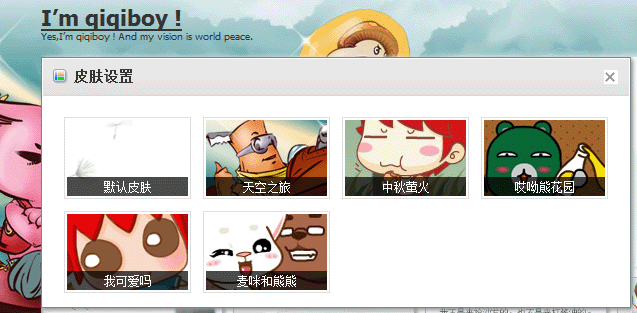 I'm qiqiboy !
Yes,I'm qiqiboy ! And my vision is world peace.
皮肤设置
默认皮肤
天空之旅
中秋萤火
哎呦熊花园
我可爱吗
麦咪和熊熊